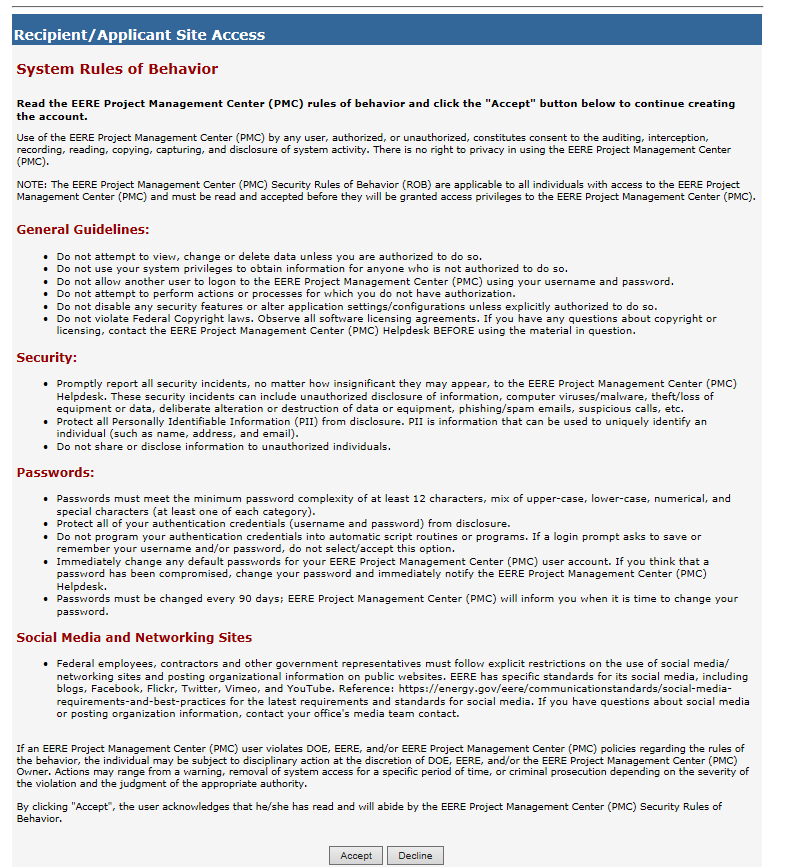 Recipient/Applicant Site Access
System Rules of Behavior
Read the EERE Project Management Center (PMC) rules of behavior and click the "Accept" button below to continue creating
the account.
Use of the EERE Project Management Center (PMC) by any user, authorized, or unauthorized, constitutes consent to the auditing, interception,
recording, reading, copying, capturing, and disclosure of system activity. There is no right to privacy in using the EERE Project Management Center
(PMC).
NOTE: The EERE Project Management Center (PMC) Security Rules of Behavior (ROB) are applicable to all individuals with access to the EERE Project
Management Center (PMC) and must be read and accepted before they will be granted access privileges to the EERE Project Management Center (PMC).
General Guidelines:
• Do not attempt to view, change or delete data unless you are authorized to do so.
• Do not use your system privileges to obtain information for anyone who is not authorized to do so.
• Do not allow another user to logon to the EERE Project Management Center (PMC) using your username and password.
• Do not attempt to perform actions or processes for which you do not have authorization.
• Do not disable any security features or alter application settings/configurations unless explicitly authorized to do so.
• Do not violate Federal Copyright laws. Observe all software licensing agreements. If you have any questions about copyright or
licensing, contact the EERE Project Management Center (PMC) Helpdesk BEFORE using the material in question.
Security:
• Promptly report all security incidents, no matter how insignificant they may appear, to the EERE Project Management Center (PMC)
Helpdesk. These security incidents can include unauthorized disclosure of information, computer viruses/malware, theft/loss of
equipment or data, deliberate alteration or destruction of data or equipment, phishing/spam emails, suspicious calls, etc.
• Protect all Personally Identifiable Information (PII) from disclosure. PII is information that can be used to uniquely identify an
individual (such as name, address, and email).
• Do not share or disclose information to unauthorized individuals.
Passwords:
• Passwords must meet the minimum password complexity of at least 12 characters, mix of upper-case, lower-case, numerical, and
special characters (at least one of each category).
• Protect all of your authentication credentials (username and password) from disclosure.
• Do not program your authentication credentials into automatic script routines or programs. If a login prompt asks to save or
remember your username and/or password, do not select/accept this option.
• Immediately change any default passwords for your EERE Project Management Center (PMC) user account. If you think that a
password has been compromised, change your password and immediately notify the EERE Project Management Center (PMC)
Helpdesk.
• Passwords must be changed every 90 days; EERE Project Management Center (PMC) will inform you when it is time to change your
password.
Social Media and Networking Sites
• Federal employees, contractors and other government representatives must follow explicit restrictions on the use of social media/
networking sites and posting organizational information on public websites. EERE has specific standards for its social media, including
blogs, Facebook, Flickr, Twitter, Vimeo, and YouTube. Reference: https://energy.gov/eere/communicationstandards/social-media-
requirements-and-best-practices for the latest requirements and standards for social media. If you have questions about social media
or posting organization information, contact your office's media team contact.
If an EERE Project Management Center (PMC) user violates DOE, EERE, and/or EERE Project Management Center (PMC) policies regarding the rules of
the behavior, the individual may be subject to disciplinary action at the discretion of DOE, EERE, and/or the EERE Project Management Center (PMC)
Owner. Actions may range from a warning, removal of system access for a specific period of time, or criminal prosecution depending on the severity of
the violation and the judgment of the appropriate authority.
By clicking "Accept", the user acknowledges that he/she has read and will abide by the EERE Project Management Center (PMC) Security Rules of
Behavior.
Accept Decline